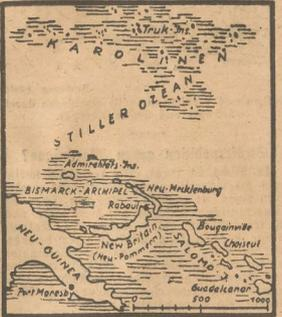 Truk-Ins.
KAROLINEN
STILLER OZEAN
Admiralitäts-Ins.
BISMARCK-ARCHIPEL
Neu-Mecklenburg
Rabaul
Bougainville
Choiseul
NEU-GUINEA
New Britain
(Neu-Pommern)
SALOMO
Guadalcanar
Port Moresby
0 500 1000